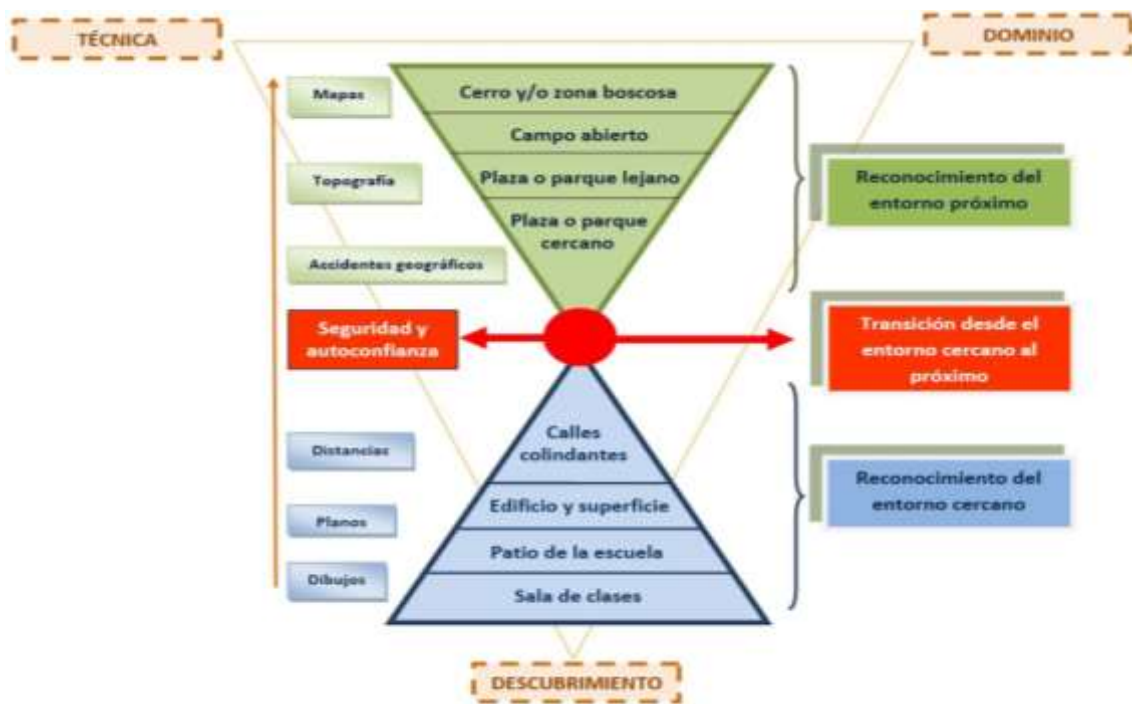 TÉCNICA
DOMINIO
Mapas
Topografía
Accidentes geográficos
Seguridad y
autoconfianza
Distancias
Planos
Dibujos
Cerro y/o zona boscosa
Campo abierto
Plaza o parque lejano
Plaza o parque
cercano
Calles
colindantes
Edificio y superficie
Patio de la escuela
Sala de clases
Reconocimiento del
entorno próximo
Transición desde el
entorno cercano al
próximo
Reconocimiento del
entorno cercano
DESCUBRIMIENTO